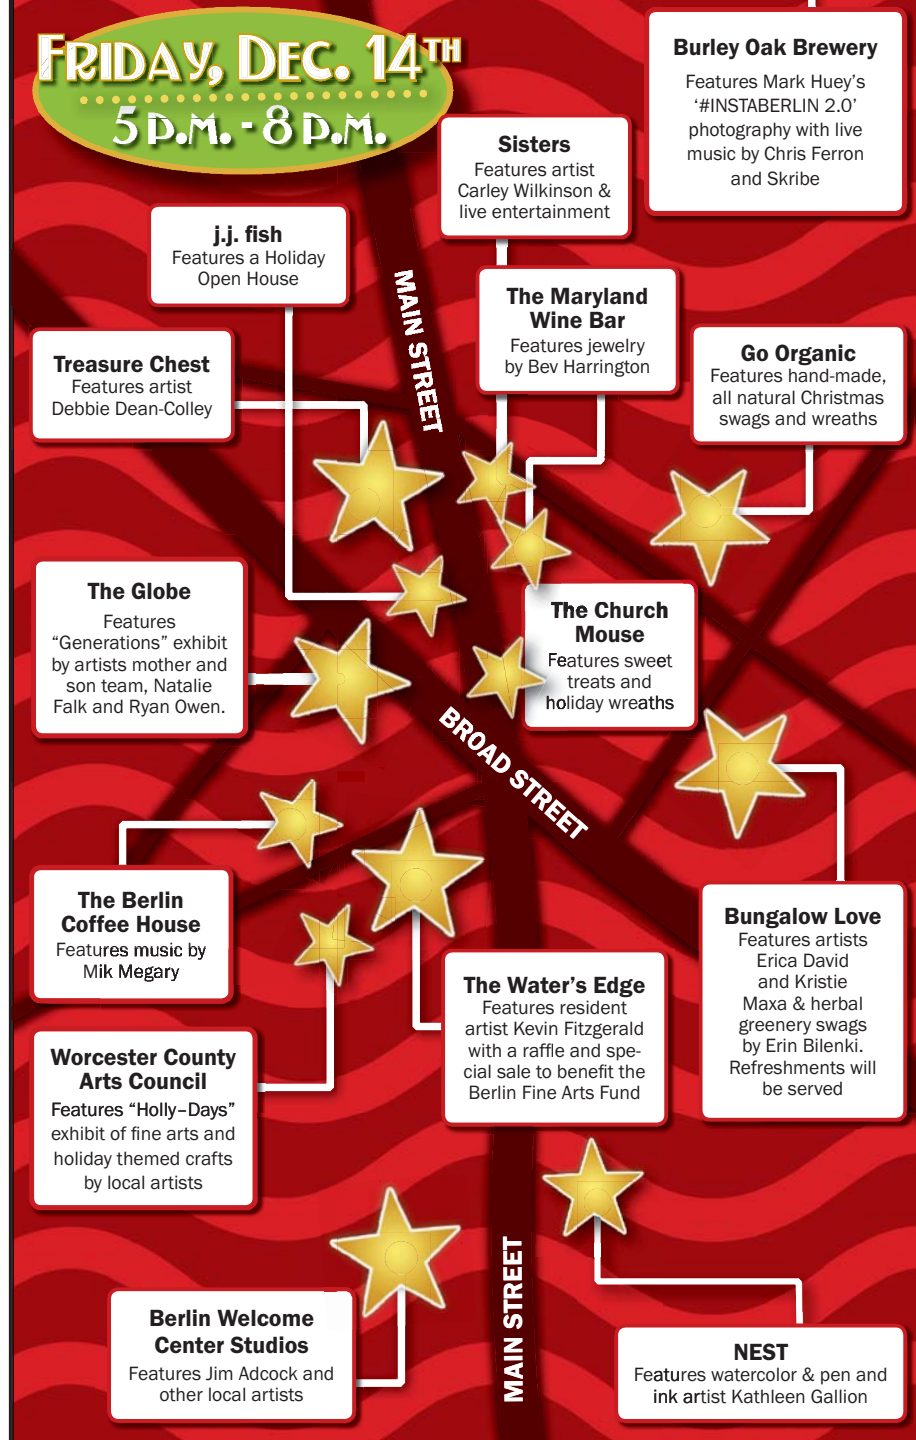 FRIDAY, DEC. 14TH
5 P.M. - 8 P.M.
Burley Oak Brewery
Features Mark Huey's
'#INSTABERLIN 2.0'
photography with live
music by Chris Ferron
and Skribe
Sisters
Features artist
Carley Wilkinson &
live entertainment
j.j. fish
Features a Holiday
Open House
The Maryland
Wine Bar
Features jewelry
by Bev Harrington
MAIN STREET
Treasure Chest
Features artist
Debbie Dean-Colley
Go Organic
Features hand-made,
all natural Christmas
swags and wreaths
The Globe
Features
“Generations” exhibit
by artists mother and
son team, Natalie
Falk and Ryan Owen.
The Church
Mouse
Features sweet
treats and
holiday wreaths
BROAD STREET
The Berlin
Coffee House
Features music by
Mik Megary
Bungalow Love
Features artists
Erica David
and Kristie
Maxa & herbal
greenery swags
by Erin Bilenki.
Refreshments will
be served
The Water's Edge
Features resident
artist Kevin Fitzgerald
with a raffle and spe-
cial sale to benefit the
Berlin Fine Arts Fund
Worcester County
Arts Council
Features “Holly–Days”
exhibit of fine arts and
holiday themed crafts
by local artists
MAIN STREET
Berlin Welcome
Center Studios
Features Jim Adcock and
other local artists
NEST
Features watercolor & pen and
ink artist Kathleen Gallion